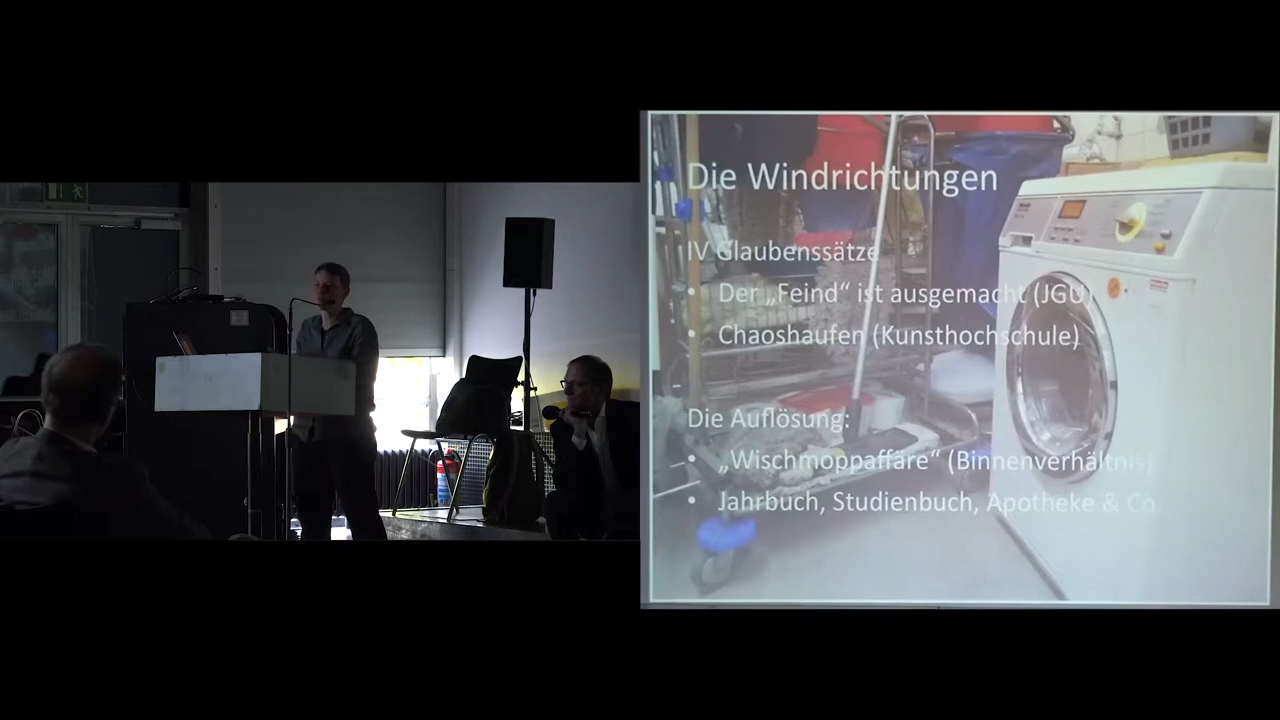 Die Windrichtungen
IV Glaubenssätze
• Der „Feind“ ist ausgemacht (JGU)
• Chaoshaufen (Kunsthochschule)
Die Auflösung:
• „Wischmoppaffäre“ (Binnenverhältnis)
• Jahrbuch, Studienbuch, Apotheke & Co.